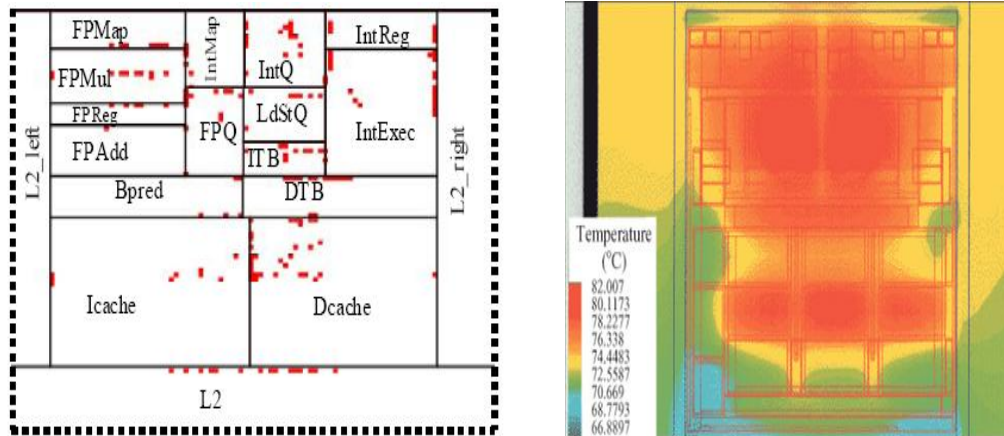 FPMap
IntMap
IntQ
IntReg
FPMul
FPReg
FPQ
LdStQ
IntExec
FPAdd
ITB
L2_left
L2_right
Bpred
DTB
Icache
Dcache
L2
Temperature
(°C)
82.007
80.1173
78.2277
76.338
74.4483
72.5587
70.669
68.7793
66.8897